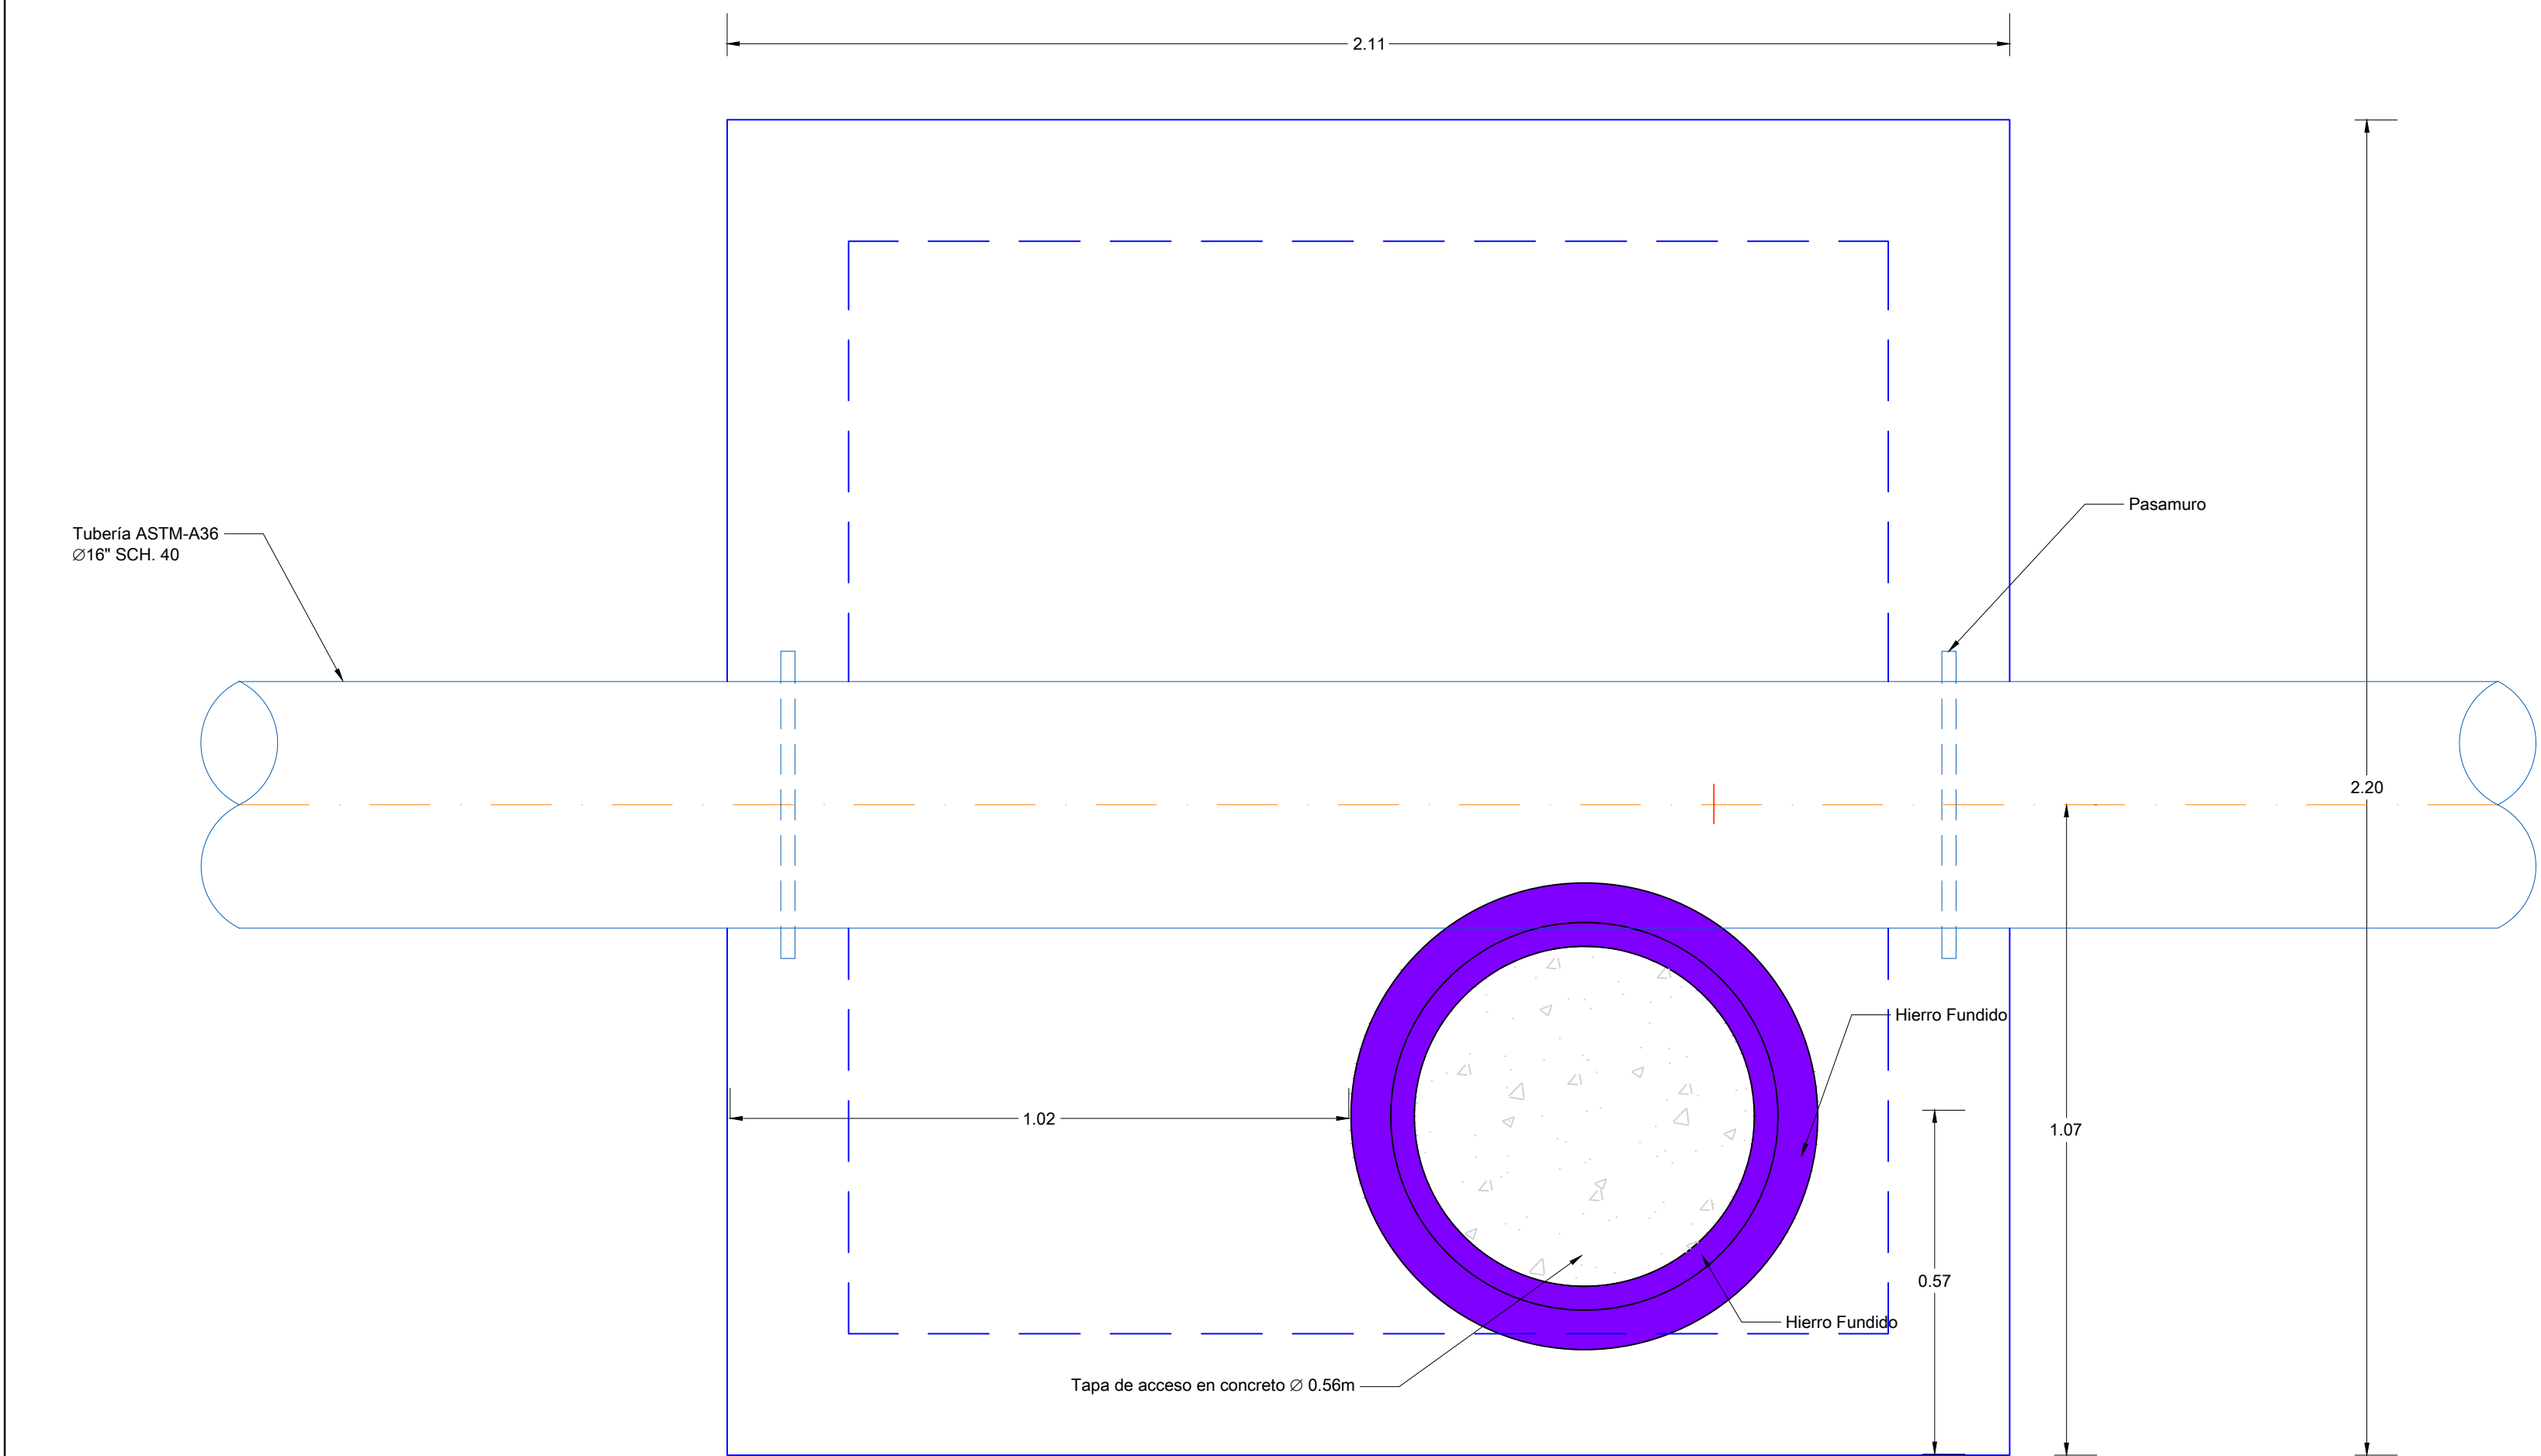 2.11
Pasamuro
Tubería ASTM-A36
∅16" SCH. 40
2.20
Hierro Fundido
1.02
1.07
0.57
Hierro Fundido
Tapa de acceso en concreto ∅ 0.56m